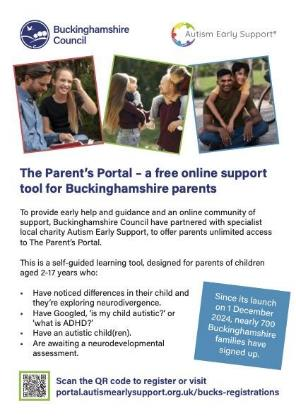 Buckinghamshire
Council
Autism Early Support®
The Parent's Portal – a free online support
tool for Buckinghamshire parents
To provide early help and guidance and an online community of
support, Buckinghamshire Council have partnered with specialist
local charity Autism Early Support, to offer parents unlimited access
to The Parent's Portal.
This is a self-guided learning tool, designed for parents of children
aged 2-17 years who:
• Have noticed differences in their child and
they're exploring neurodivergence.
• Have Googled, 'is my child autistic?' or
'what is ADHD?'
• Have an autistic child(ren).
• Are awaiting a neurodevelopmental
assessment.
Since its launch
on 1 December
2024, nearly 700
Buckinghamshire
families have
signed up.
Scan the QR code to register or visit
portal.autismearlysupport.org.uk/bucks-registrations